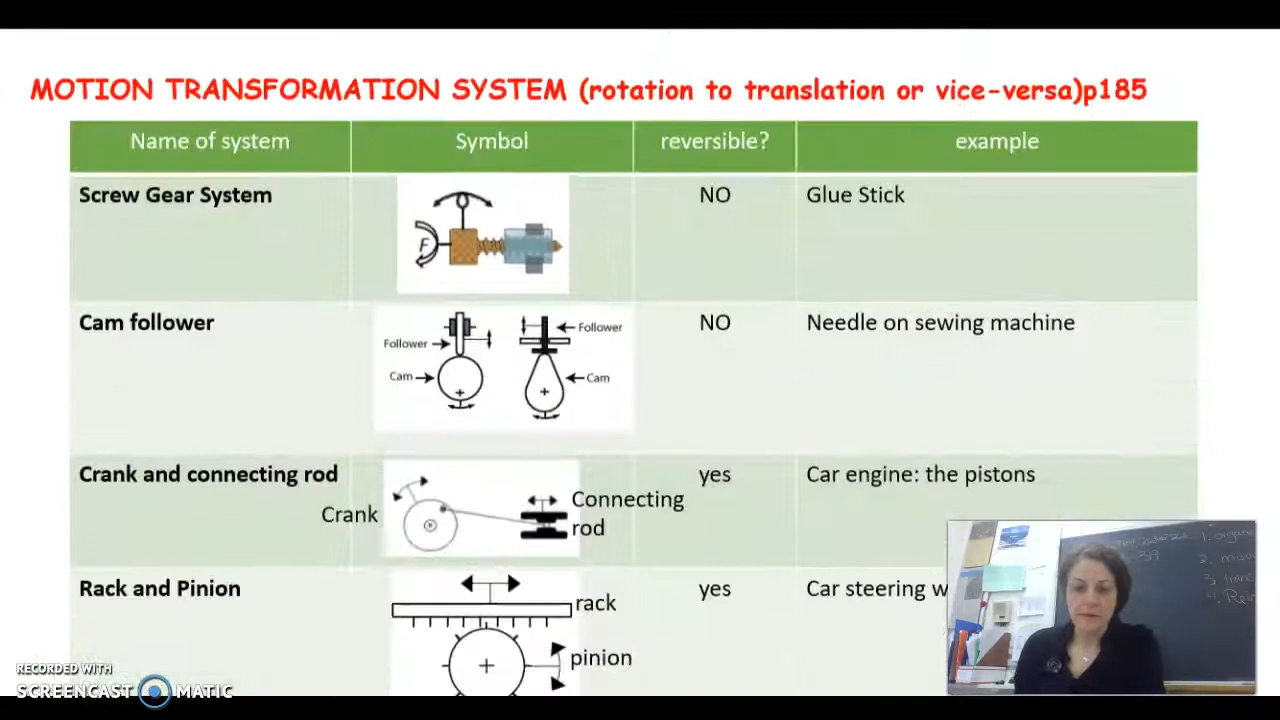 MOTION TRANSFORMATION SYSTEM (rotation to translation or vice-versa)p185
Name of system
Symbol
reversible?
example
Screw Gear System
F
NO
Glue Stick
Cam follower
Follower
Cam
Follower
Cam
NO
Needle on sewing machine
Crank and connecting rod
Crank
Connecting
rod
yes
Car engine: the pistons
Rack and Pinion
rack
pinion
yes
Car steering w
RECORDED WITH
SCREENCAST MATIC